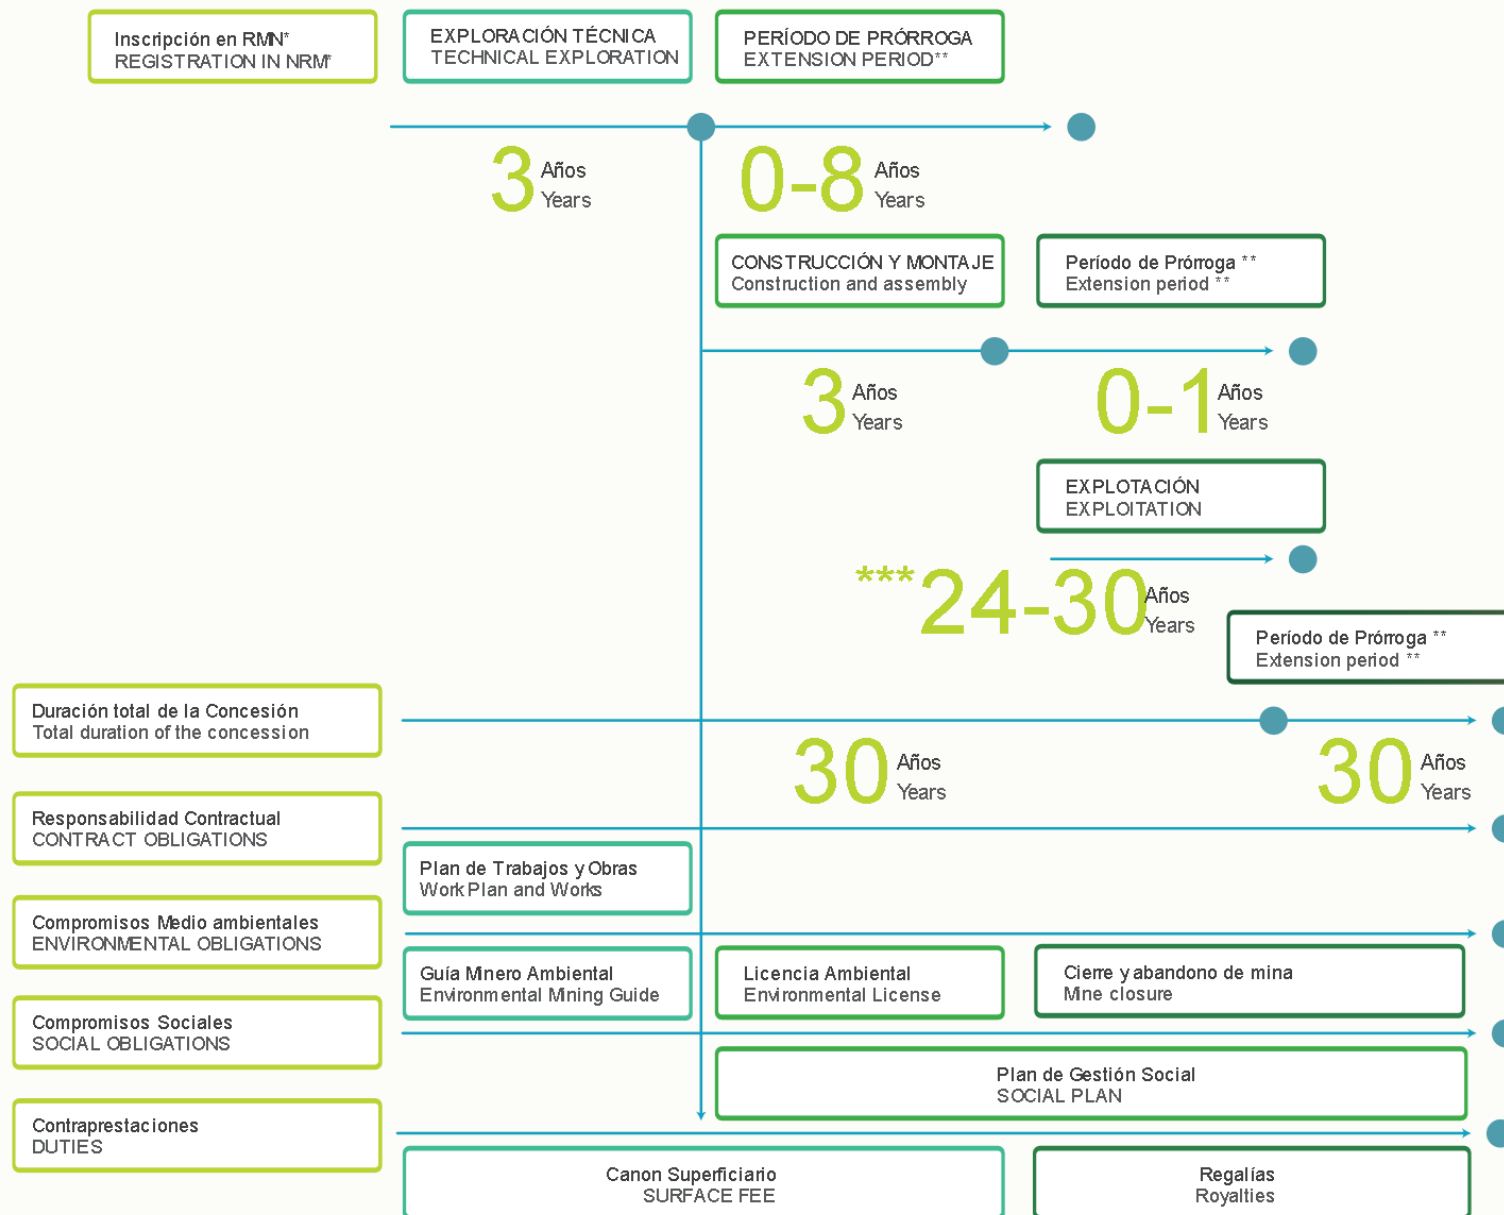 Inscripción en RMN*
REGISTRATION IN NRM*
EXPLORACIÓN TÉCNICA
TECHNICAL EXPLORATION
PERÍODO DE PRÓRROGA
EXTENSION PERIOD**
3 Años
Years
0-8 Años
Years
CONSTRUCCIÓN Y MONTAJE
Construction and assembly
Período de Prórroga **
Extension period **
3 Años
Years
0-1 Años
Years
EXPLOTACIÓN
EXPLOITATION
***24-30 Años
Years
Período de Prórroga **
Extension period **
Duración total de la Concesión
Total duration of the concession
30 Años
Years
30 Años
Years
Responsabilidad Contractual
CONTRACT OBLIGATIONS
Plan de Trabajos y Obras
Work Plan and Works
Compromisos Medio ambientales
ENVIRONMENTAL OBLIGATIONS
Guía Minero Ambiental
Environmental Mining Guide
Licencia Ambiental
Environmental License
Cierre y abandono de mina
Mine closure
Compromisos Sociales
SOCIAL OBLIGATIONS
Plan de Gestión Social
SOCIAL PLAN
Contraprestaciones
DUTIES
Canon Superficiario
SURFACE FEE
Regalías
Royalties